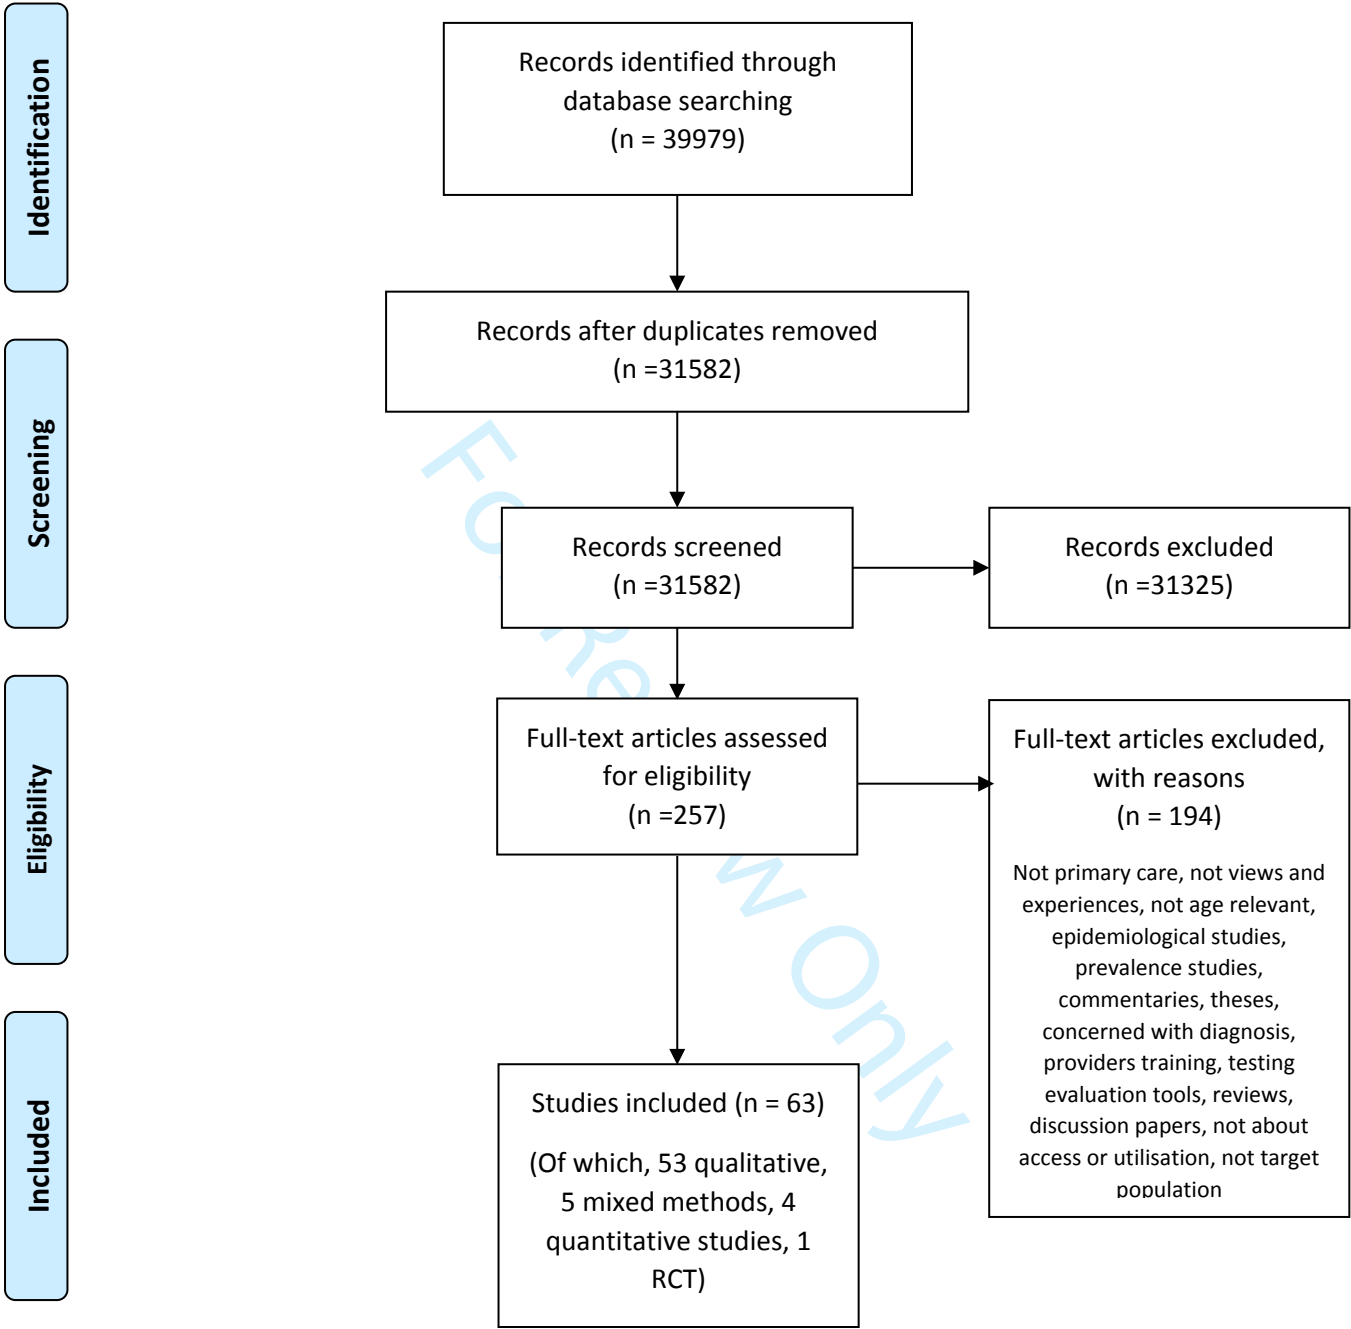 Identification
Records identified through
database searching
(n = 39979)
Records after duplicates removed
(n =31582)
Screening
Records screened
(n =31582)
Records excluded
(n =31325)
Eligibility
Full-text articles assessed
for eligibility
(n =257)
Full-text articles excluded,
with reasons
(n = 194)
Not primary care, not views and
experiences, not age relevant,
epidemiological studies,
prevalence studies,
commentaries, theses,
concerned with diagnosis,
providers training, testing
evaluation tools, reviews,
discussion papers, not about
access or utilisation, not target
population
Included
Studies included (n = 63)
(Of which, 53 qualitative,
5 mixed methods, 4
quantitative studies, 1
RCT)
For Review Only